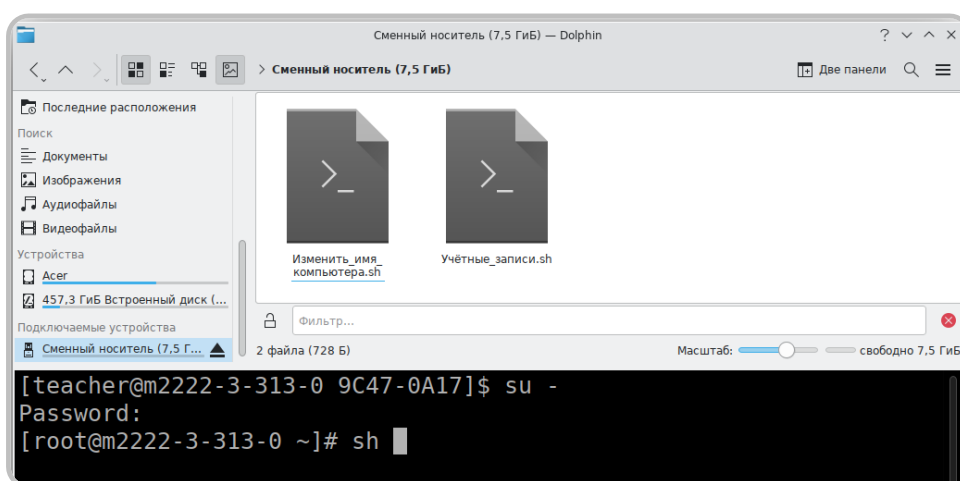 Сменный носитель (7,5 ГиБ) — Dolphin
Сменный носитель (7,5 ГиБ)
Две панели
Последние расположения
Поиск
Документы
Изображения
Аудиофайлы
Видеофайлы
Устройства
Acer
457,3 ГиБ Встроенный диск (...
Подключаемые устройства
Сменный носитель (7,5 Г...
Изменить_имя_
компьютера.sh
Учётные_записи.sh
Фильтр...
2 файла (728 Б)
Масштаб:
свободно 7,5 ГиБ
[teacher@m2222-3-313-0 9C47-0A17]$ su -
Password:
[root@m2222-3-313-0 ~]# sh